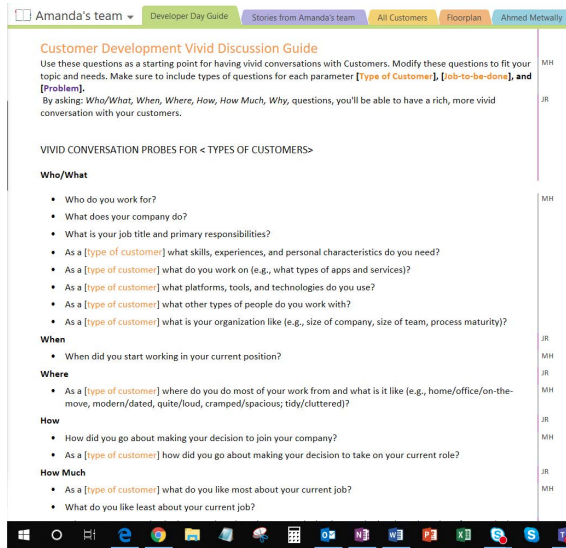 Amanda's team
Developer Day Guide
Stories from Amanda's team
All Customers
Floorplan
Ahmed Metwally
Customer Development Vivid Discussion Guide
Use these questions as a starting point for having vivid conversations with Customers. Modify these questions to fit your MH
topic and needs. Make sure to include types of questions for each parameter [Type of Customer], [Job-to-be-done], and
[Problem].
By asking: Who/What, When, Where, How, How Much, Why, questions, you'll be able to have a rich, more vivid JR
conversation with your customers.
VIVID CONVERSATION PROBES FOR < TYPES OF CUSTOMERS>
Who/What
• Who do you work for? MH
• What does your company do?
• What is your job title and primary responsibilities?
• As a [type of customer] what skills, experiences, and personal characteristics do you need?
• As a [type of customer] what do you work on (e.g., what types of apps and services)?
• As a [type of customer] what platforms, tools, and technologies do you use?
• As a [type of customer] what other types of people do you work with?
• As a [type of customer] what is your organization like (e.g., size of company, size of team, process maturity)?
When JR
• When did you start working in your current position? MH
Where JR
• As a [type of customer] where do you do most of your work from and what is it like (e.g., home/office/on-the- MH
move, modern/dated, quite/loud, cramped/spacious; tidy/cluttered)?
How JR
• How did you go about making your decision to join your company? MH
• As a [type of customer] how did you go about making your decision to take on your current role?
How Much JR
• As a [type of customer] what do you like most about your current job? MH
• What do you like least about your current job?